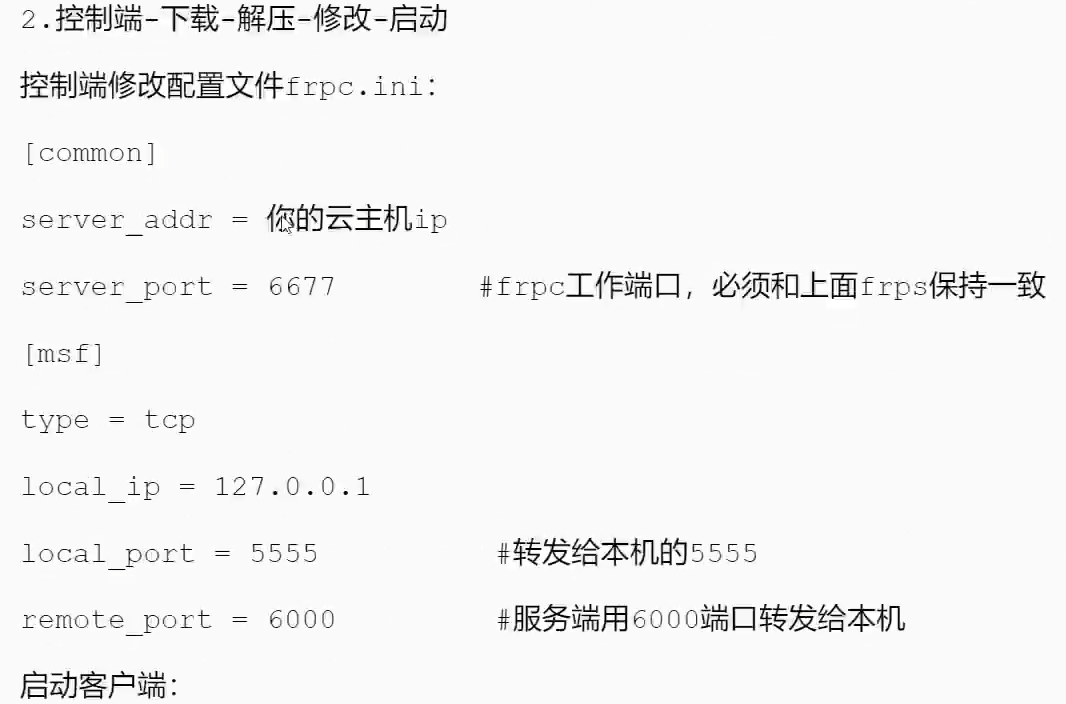 2.控制端-下载-解压-修改-启动
控制端修改配置文件frpc.ini：
[common]
server_addr = 你的云主机ip
server_port = 6677 #frpc工作端口，必须和上面frps保持一致
[msf]
type = tcp
local_ip = 127.0.0.1
local_port = 5555 #转发给本机的5555
remote_port = 6000 #服务端用6000端口转发给本机
启动客户端：